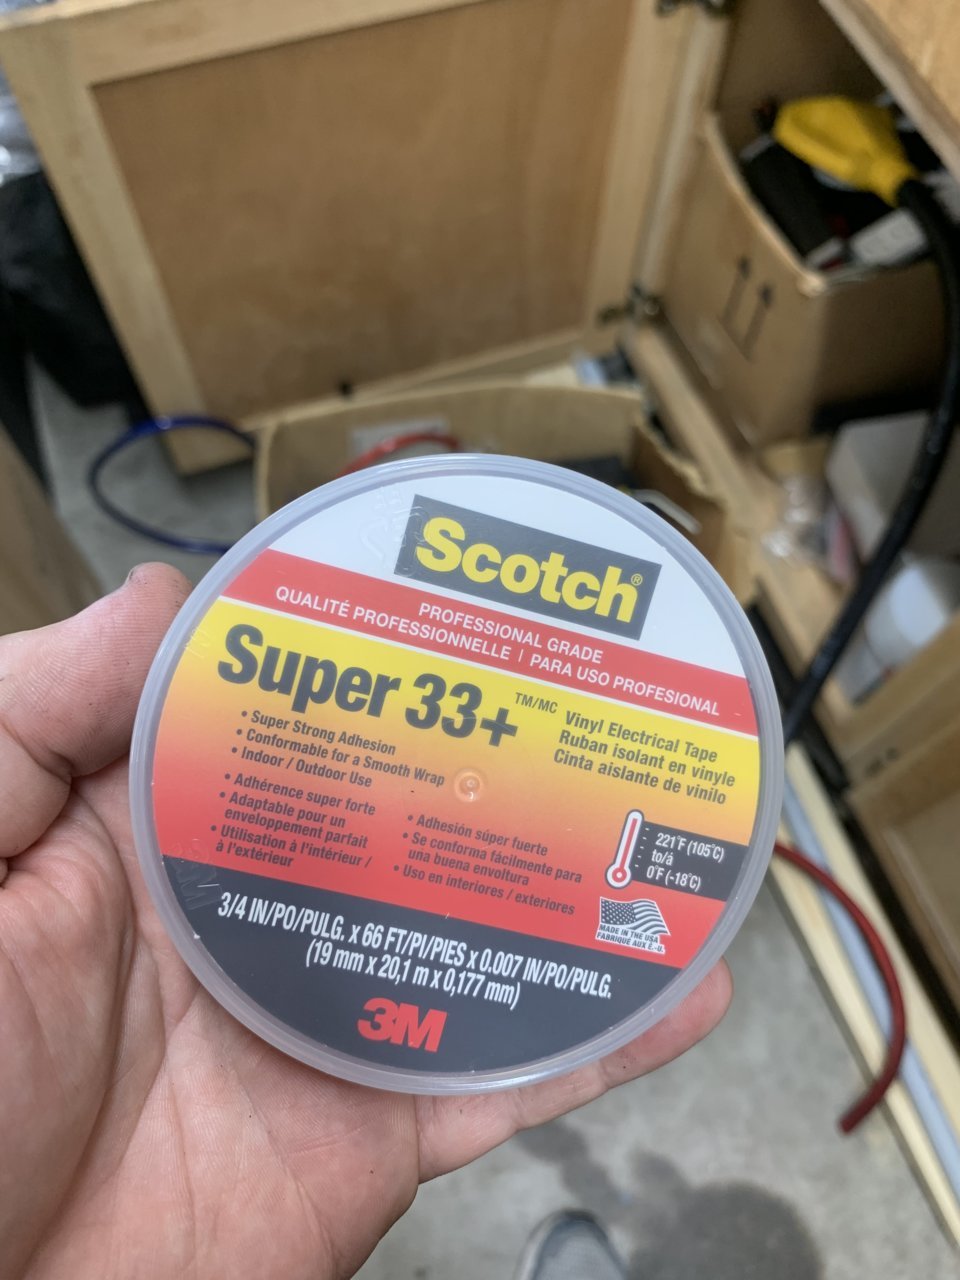 Scotch®
PROFESSIONAL GRADE
QUALITÉ PROFESSIONNELLE | PARA USO PROFESIONAL
Super 33+ TM/MC
Vinyl Electrical Tape
Ruban isolant en vinyle
Cinta aislante de vinilo
• Super Strong Adhesion
• Conformable for a Smooth Wrap
• Indoor / Outdoor Use
• Adhérence super forte
• Adaptable pour un
enveloppement parfait
• Utilisation à l'intérieur /
à l'extérieur
• Adhesión súper fuerte
• Se conforma fácilmente para
una buena envoltura
• Uso en interiores / exteriores
221°F (105°C)
to/á
0°F (-18°C)
MADE IN THE USA
FABRIQUÉ AUX É.-U.
3/4 IN/PO/PULG. x 66 FT/PI/PIES x 0.007 IN/PO/PULG.
(19 mm x 20,1 m x 0,177 mm)
3M